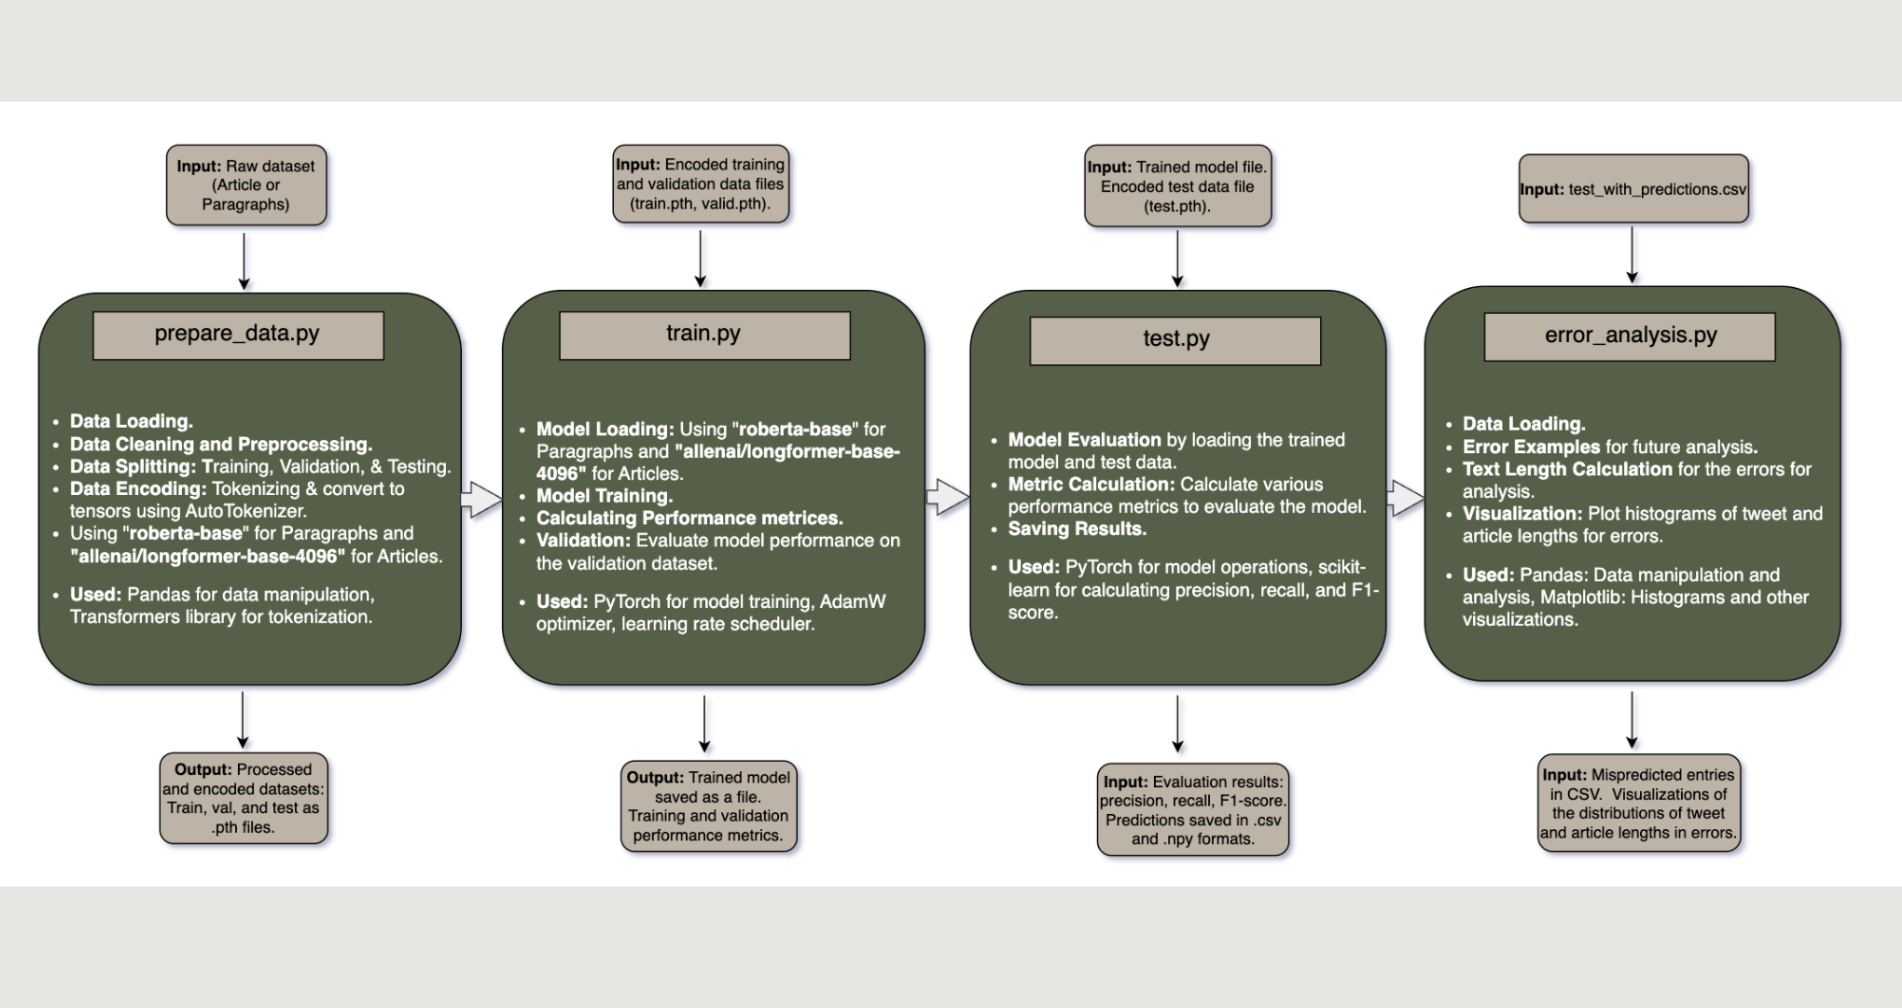 Input: Raw dataset
(Article or
Paragraphs)
prepare_data.py
• Data Loading.
• Data Cleaning and Preprocessing.
• Data Splitting: Training, Validation, & Testing.
• Data Encoding: Tokenizing & convert to
tensors using AutoTokenizer.
• Using "roberta-base" for Paragraphs and
"allenai/longformer-base-4096" for Articles.
• Used: Pandas for data manipulation,
Transformers library for tokenization.
Output: Processed
and encoded datasets:
Train, val, and test as
.pth files.
Input: Encoded training
and validation data files
(train.pth, valid.pth).
train.py
• Model Loading: Using "roberta-base" for
Paragraphs and "allenai/longformer-base-
4096" for Articles.
• Model Training.
• Calculating Performance metrices.
• Validation: Evaluate model performance on
the validation dataset.
• Used: PyTorch for model training, AdamW
optimizer, learning rate scheduler.
Output: Trained model
saved as a file.
Training and validation
performance metrics.
Input: Trained model file.
Encoded test data file
(test.pth).
test.py
• Model Evaluation by loading the trained
model and test data.
• Metric Calculation: Calculate various
performance metrics to evaluate the model.
• Saving Results.
• Used: PyTorch for model operations, scikit-
learn for calculating precision, recall, and F1-
score.
Input: Evaluation results:
precision, recall, F1-score.
Predictions saved in .csv
and .npy formats.
Input: test_with_predictions.csv
error_analysis.py
• Data Loading.
• Error Examples for future analysis.
• Text Length Calculation for the errors for
analysis.
• Visualization: Plot histograms of tweet and
article lengths for errors.
• Used: Pandas: Data manipulation and
analysis, Matplotlib: Histograms and other
visualizations.
Input: Mispredicted entries
in CSV. Visualizations of
the distributions of tweet
and article lengths in errors.